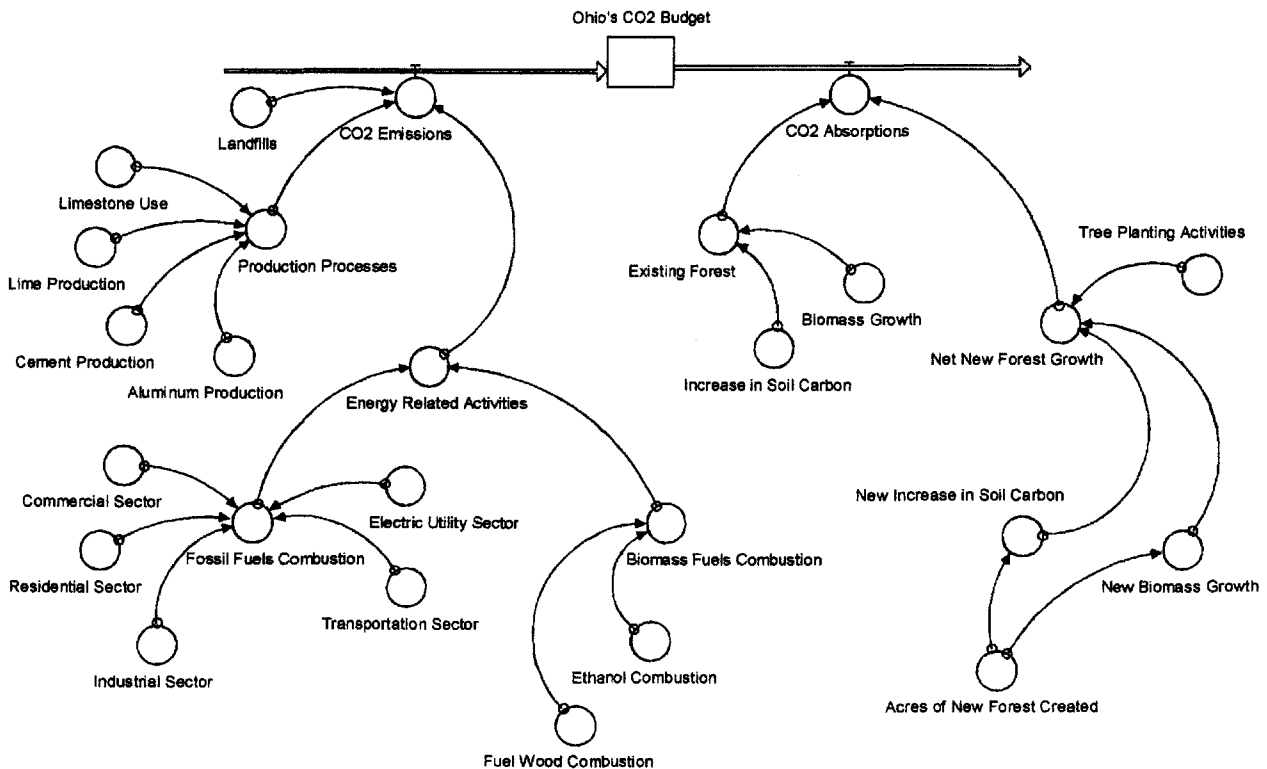 Ohio's CO2 Budget
Landfills
CO2 Emissions
CO2 Absorptions
Limestone Use
Production Processes
Lime Production
Cement Production
Aluminum Production
Existing Forest
Biomass Growth
Increase in Soil Carbon
Tree Planting Activities
Net New Forest Growth
Energy Related Activities
Commercial Sector
Electric Utility Sector
Fossil Fuels Combustion
Residential Sector
Transportation Sector
Industrial Sector
Biomass Fuels Combustion
Ethanol Combustion
Fuel Wood Combustion
New Increase in Soil Carbon
New Biomass Growth
Acres of New Forest Created